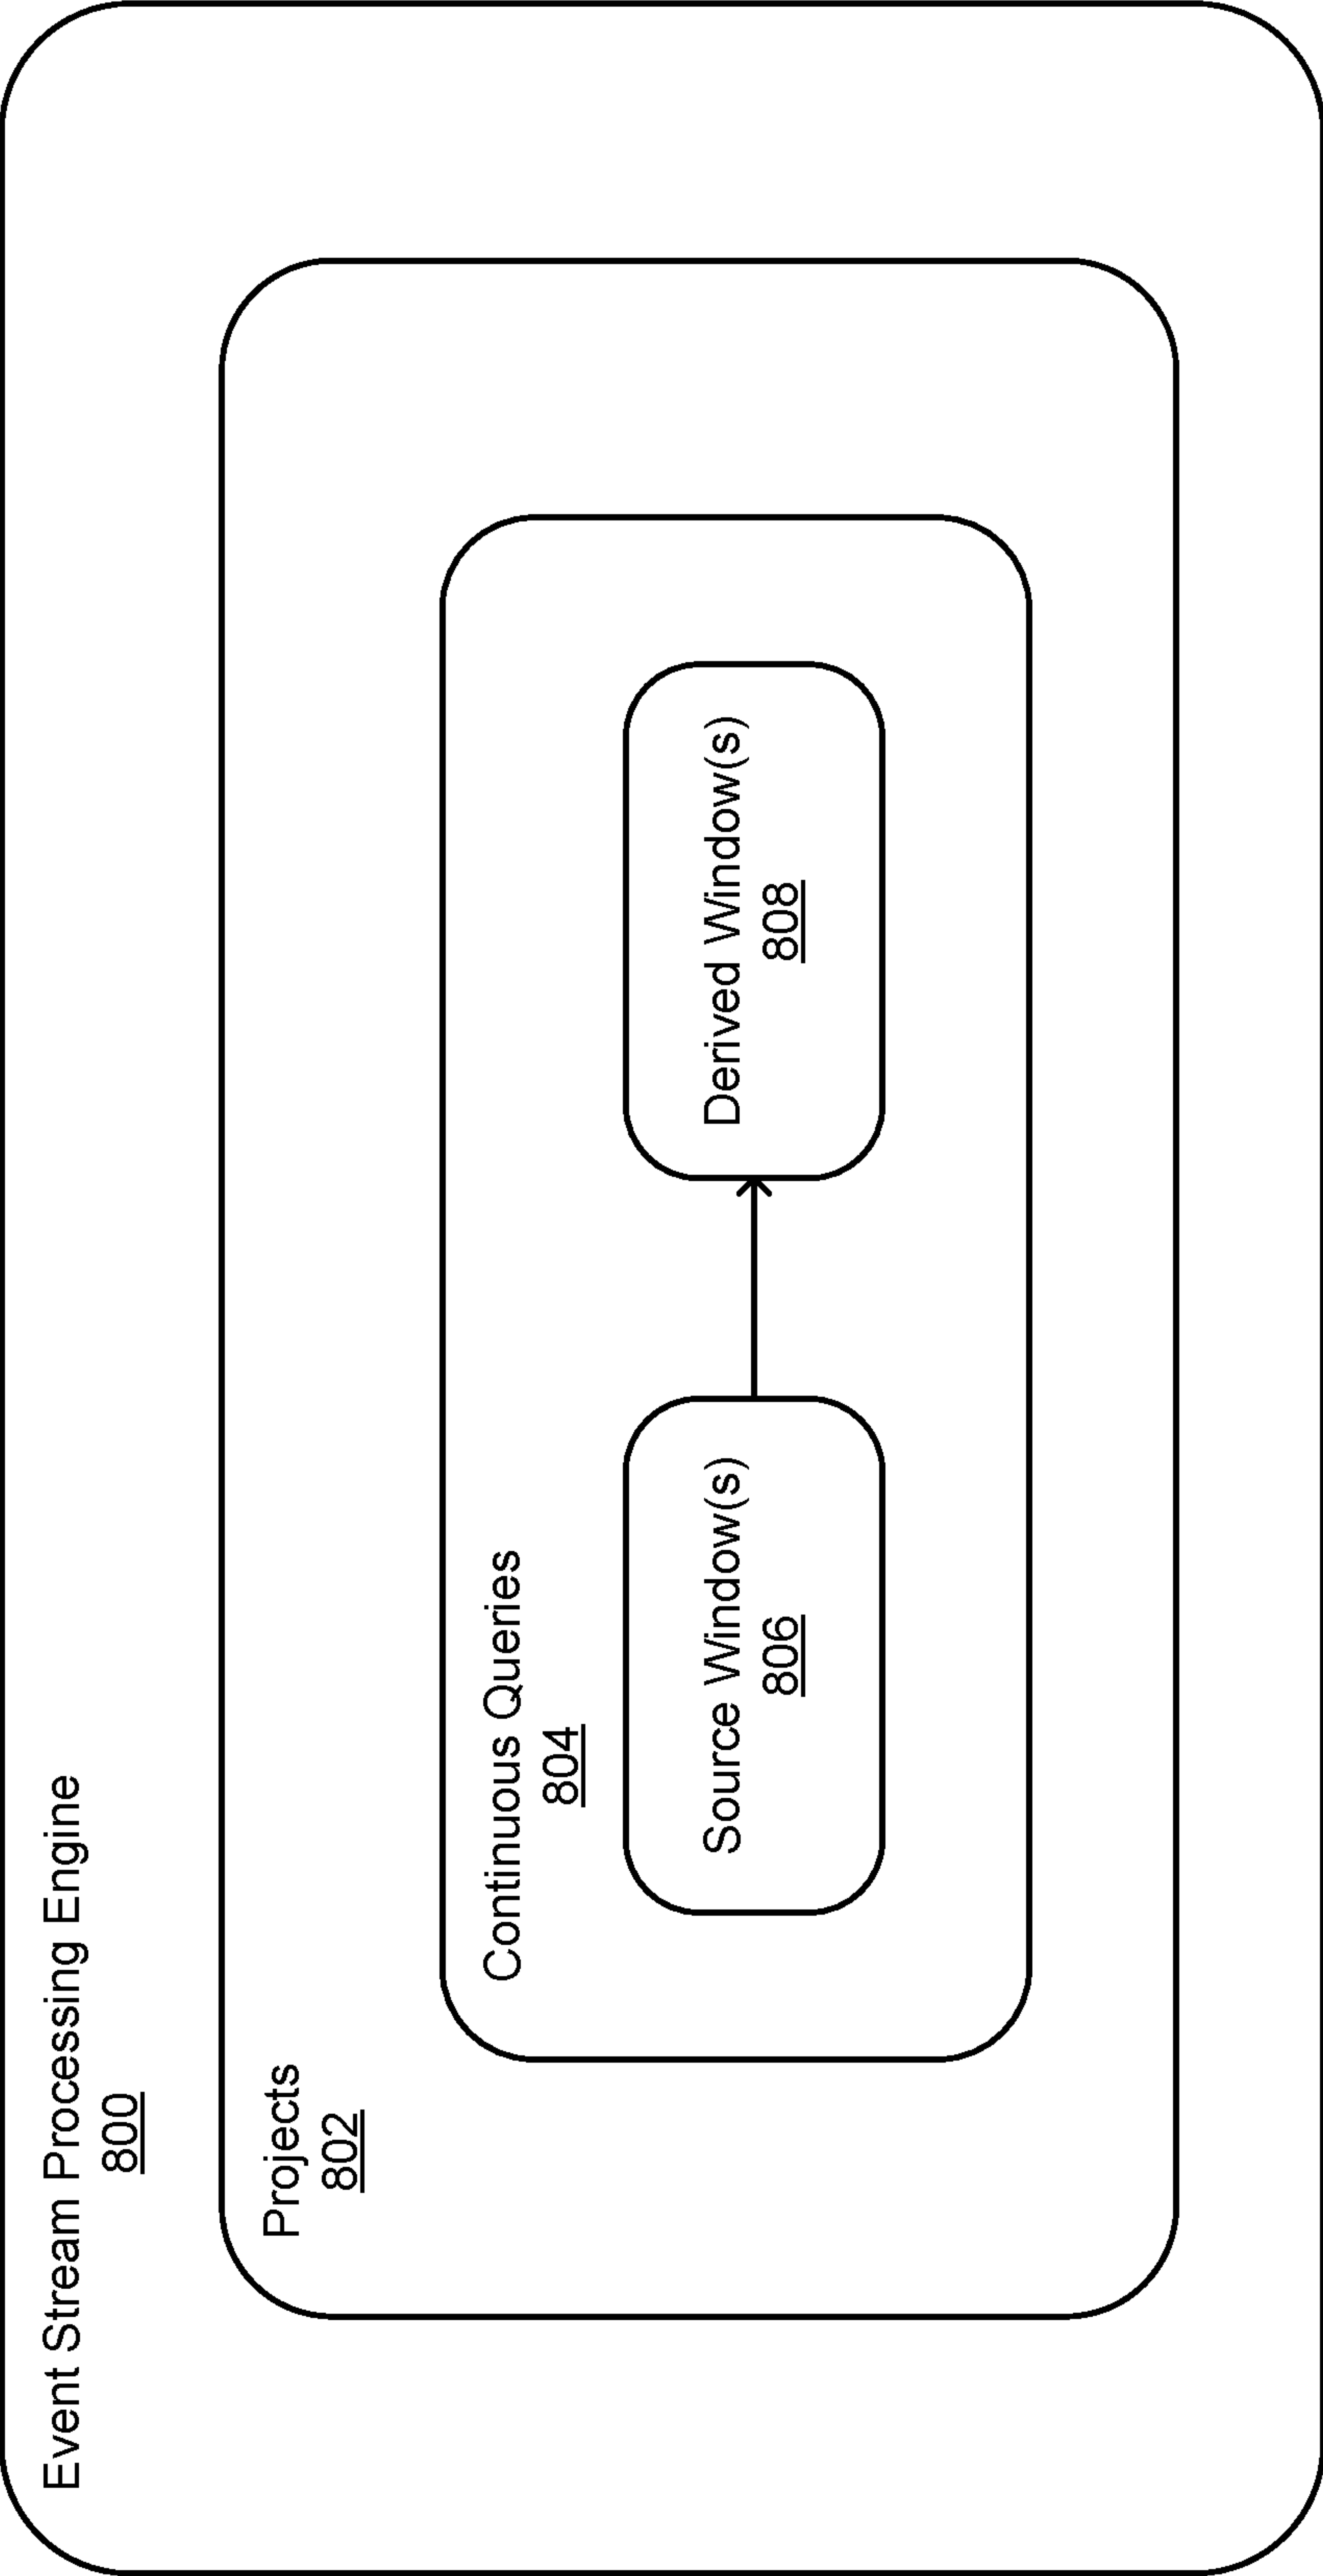 Event Stream Processing Engine
800
Projects
802
Continuous Queries
804
Source Window(s)
806
Derived Window(s)
808